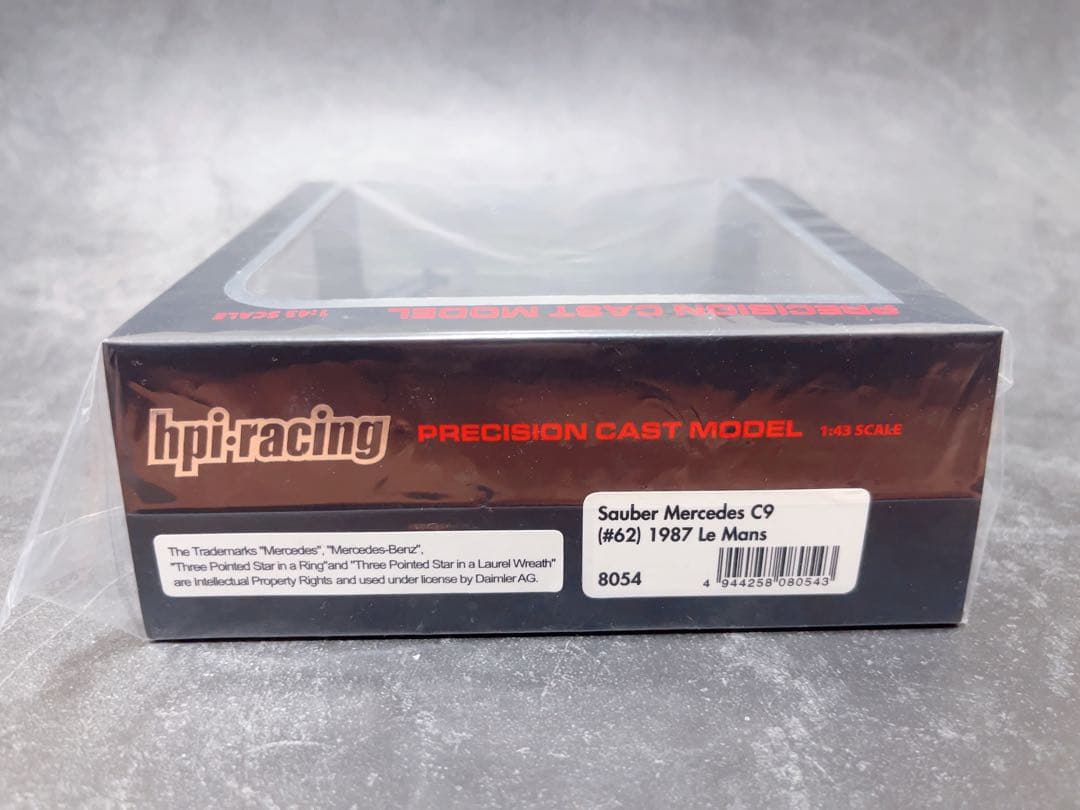 PRECISION CAST MODEL 1:43 SCALE
hpi·racing PRECISION CAST MODEL 1:43 SCALE
The Trademarks "Mercedes", "Mercedes-Benz",
"Three Pointed Star in a Ring"and "Three Pointed Star in a Laurel Wreath"
are Intellectual Property Rights and used under license by Daimler AG.
Sauber Mercedes C9
(#62) 1987 Le Mans
8054
4 944258 080543